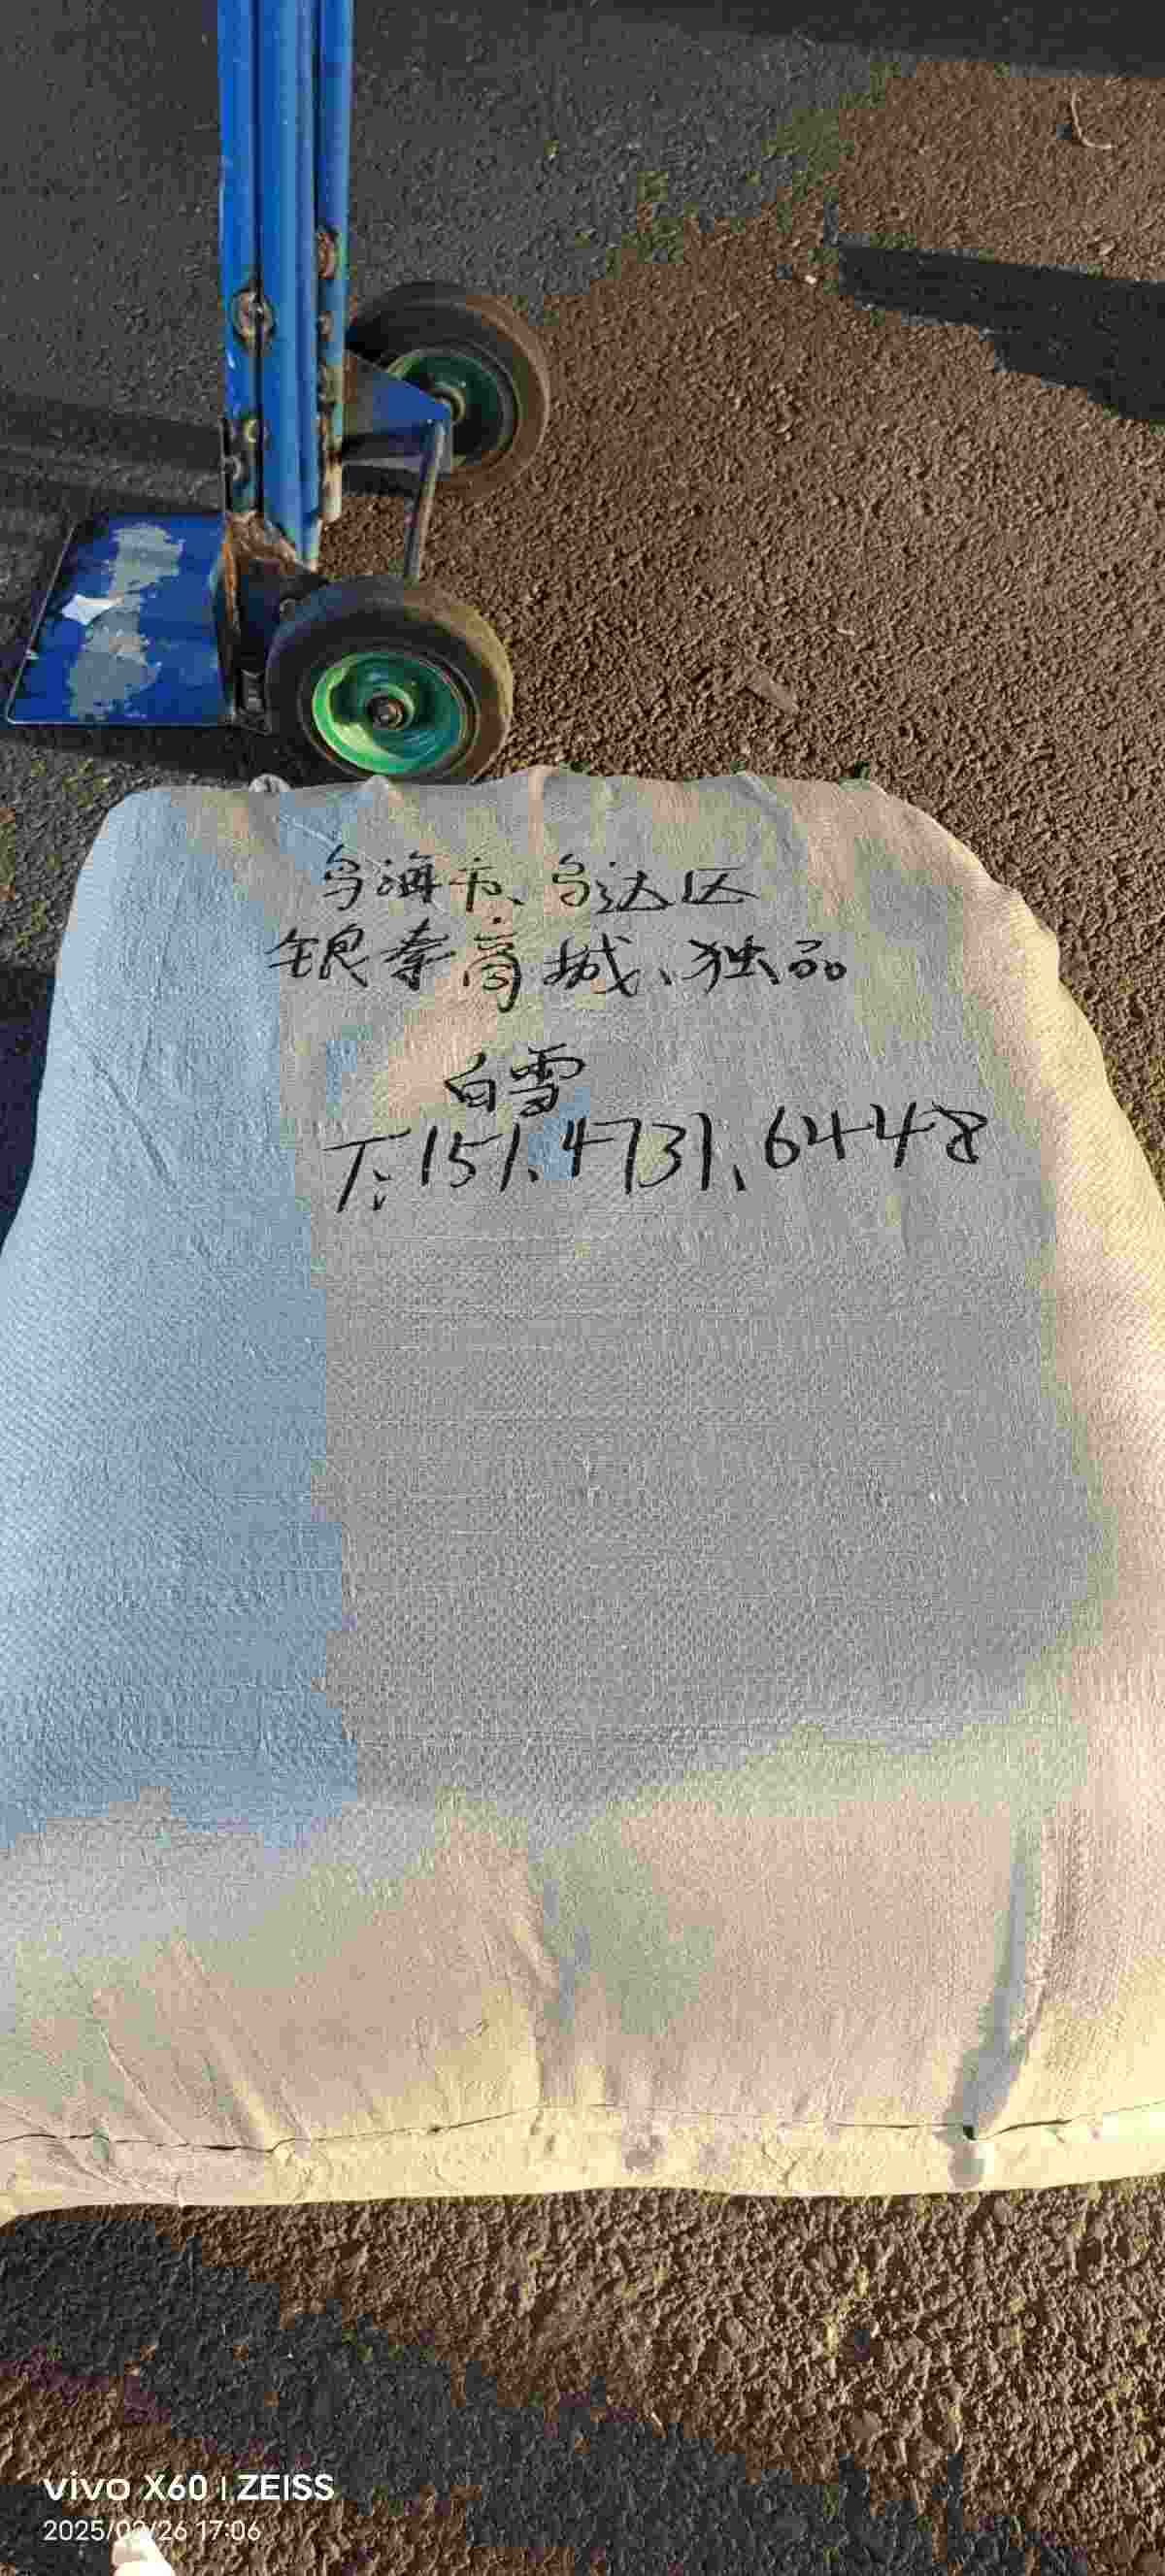 乌海市、乌达区
银泰商城、独品
白雪
T:151、4731、6448
vivo X60 | ZEISS
2025/02/26 17:06